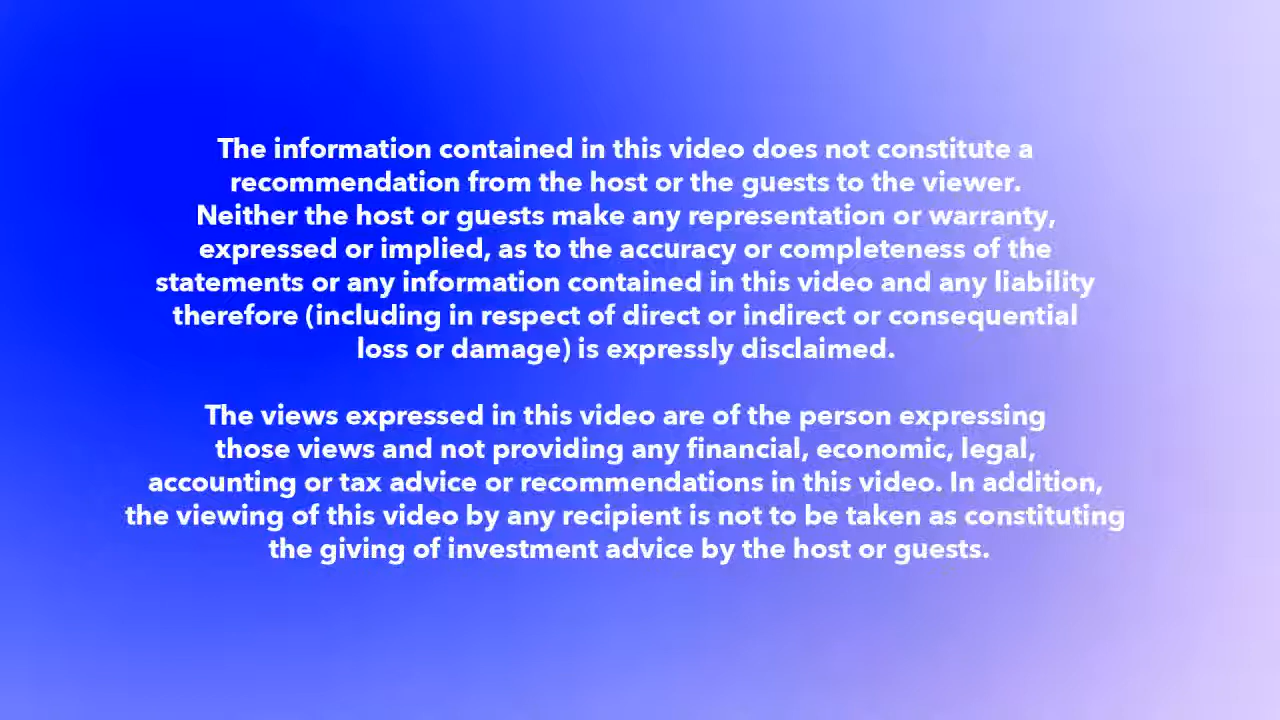 The information contained in this video does not constitute a
recommendation from the host or the guests to the viewer.
Neither the host or guests make any representation or warranty,
expressed or implied, as to the accuracy or completeness of the
statements or any information contained in this video and any liability
therefore (including in respect of direct or indirect or consequential
loss or damage) is expressly disclaimed.
The views expressed in this video are of the person expressing
those views and not providing any financial, economic, legal,
accounting or tax advice or recommendations in this video. In addition,
the viewing of this video by any recipient is not to be taken as constituting
the giving of investment advice by the host or guests.